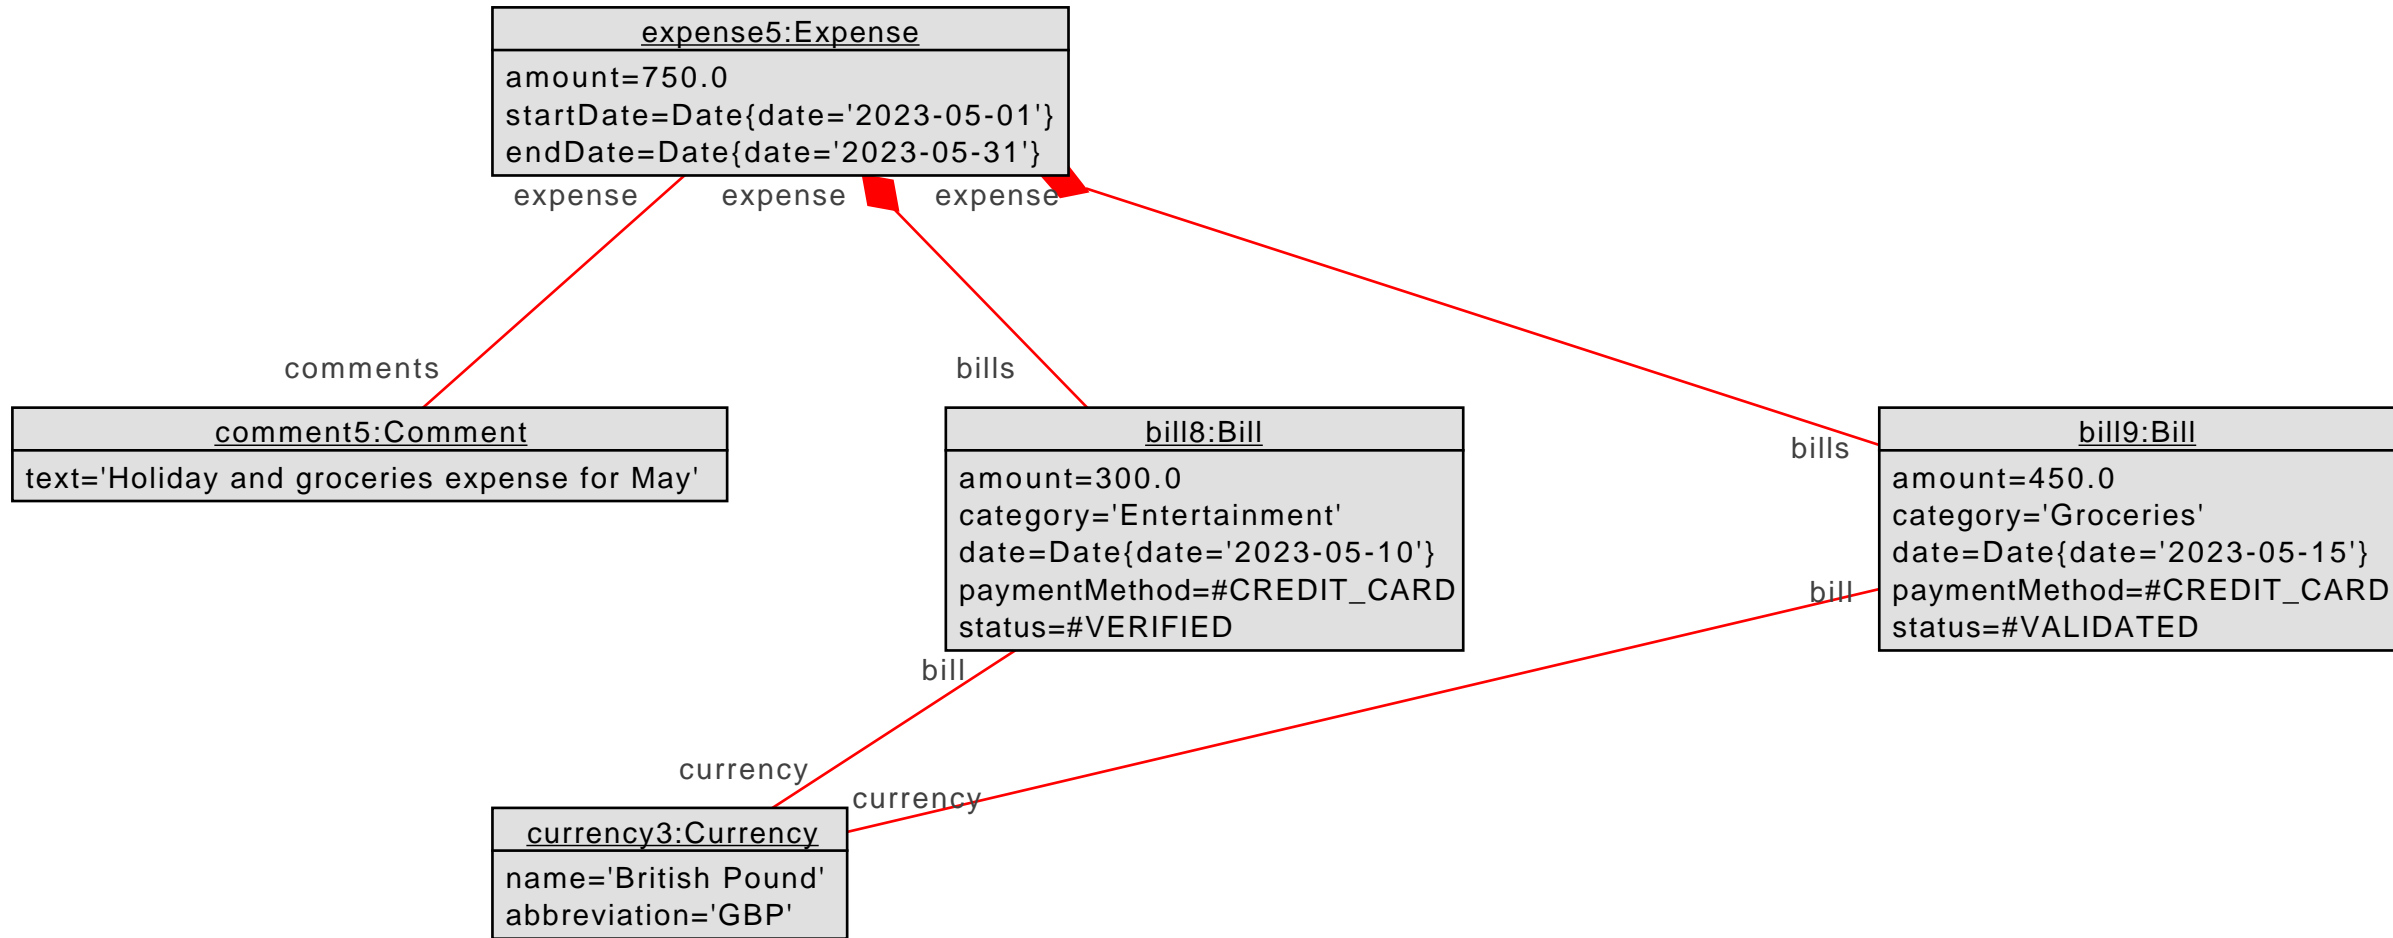 expense5:Expense
amount=750.0
startDate=Date{date='2023-05-01'}
endDate=Date{date='2023-05-31'}
expense
expense
expense
comments
bills
bills
comment5:Comment
text='Holiday and groceries expense for May'
bill8:Bill
amount=300.0
category='Entertainment'
date=Date{date='2023-05-10'}
paymentMethod=#CREDIT_CARD
status=#VERIFIED
bill9:Bill
amount=450.0
category='Groceries'
date=Date{date='2023-05-15'}
paymentMethod=#CREDIT_CARD
status=#VALIDATED
bill
bill
currency
currency
currency3:Currency
name='British Pound'
abbreviation='GBP'